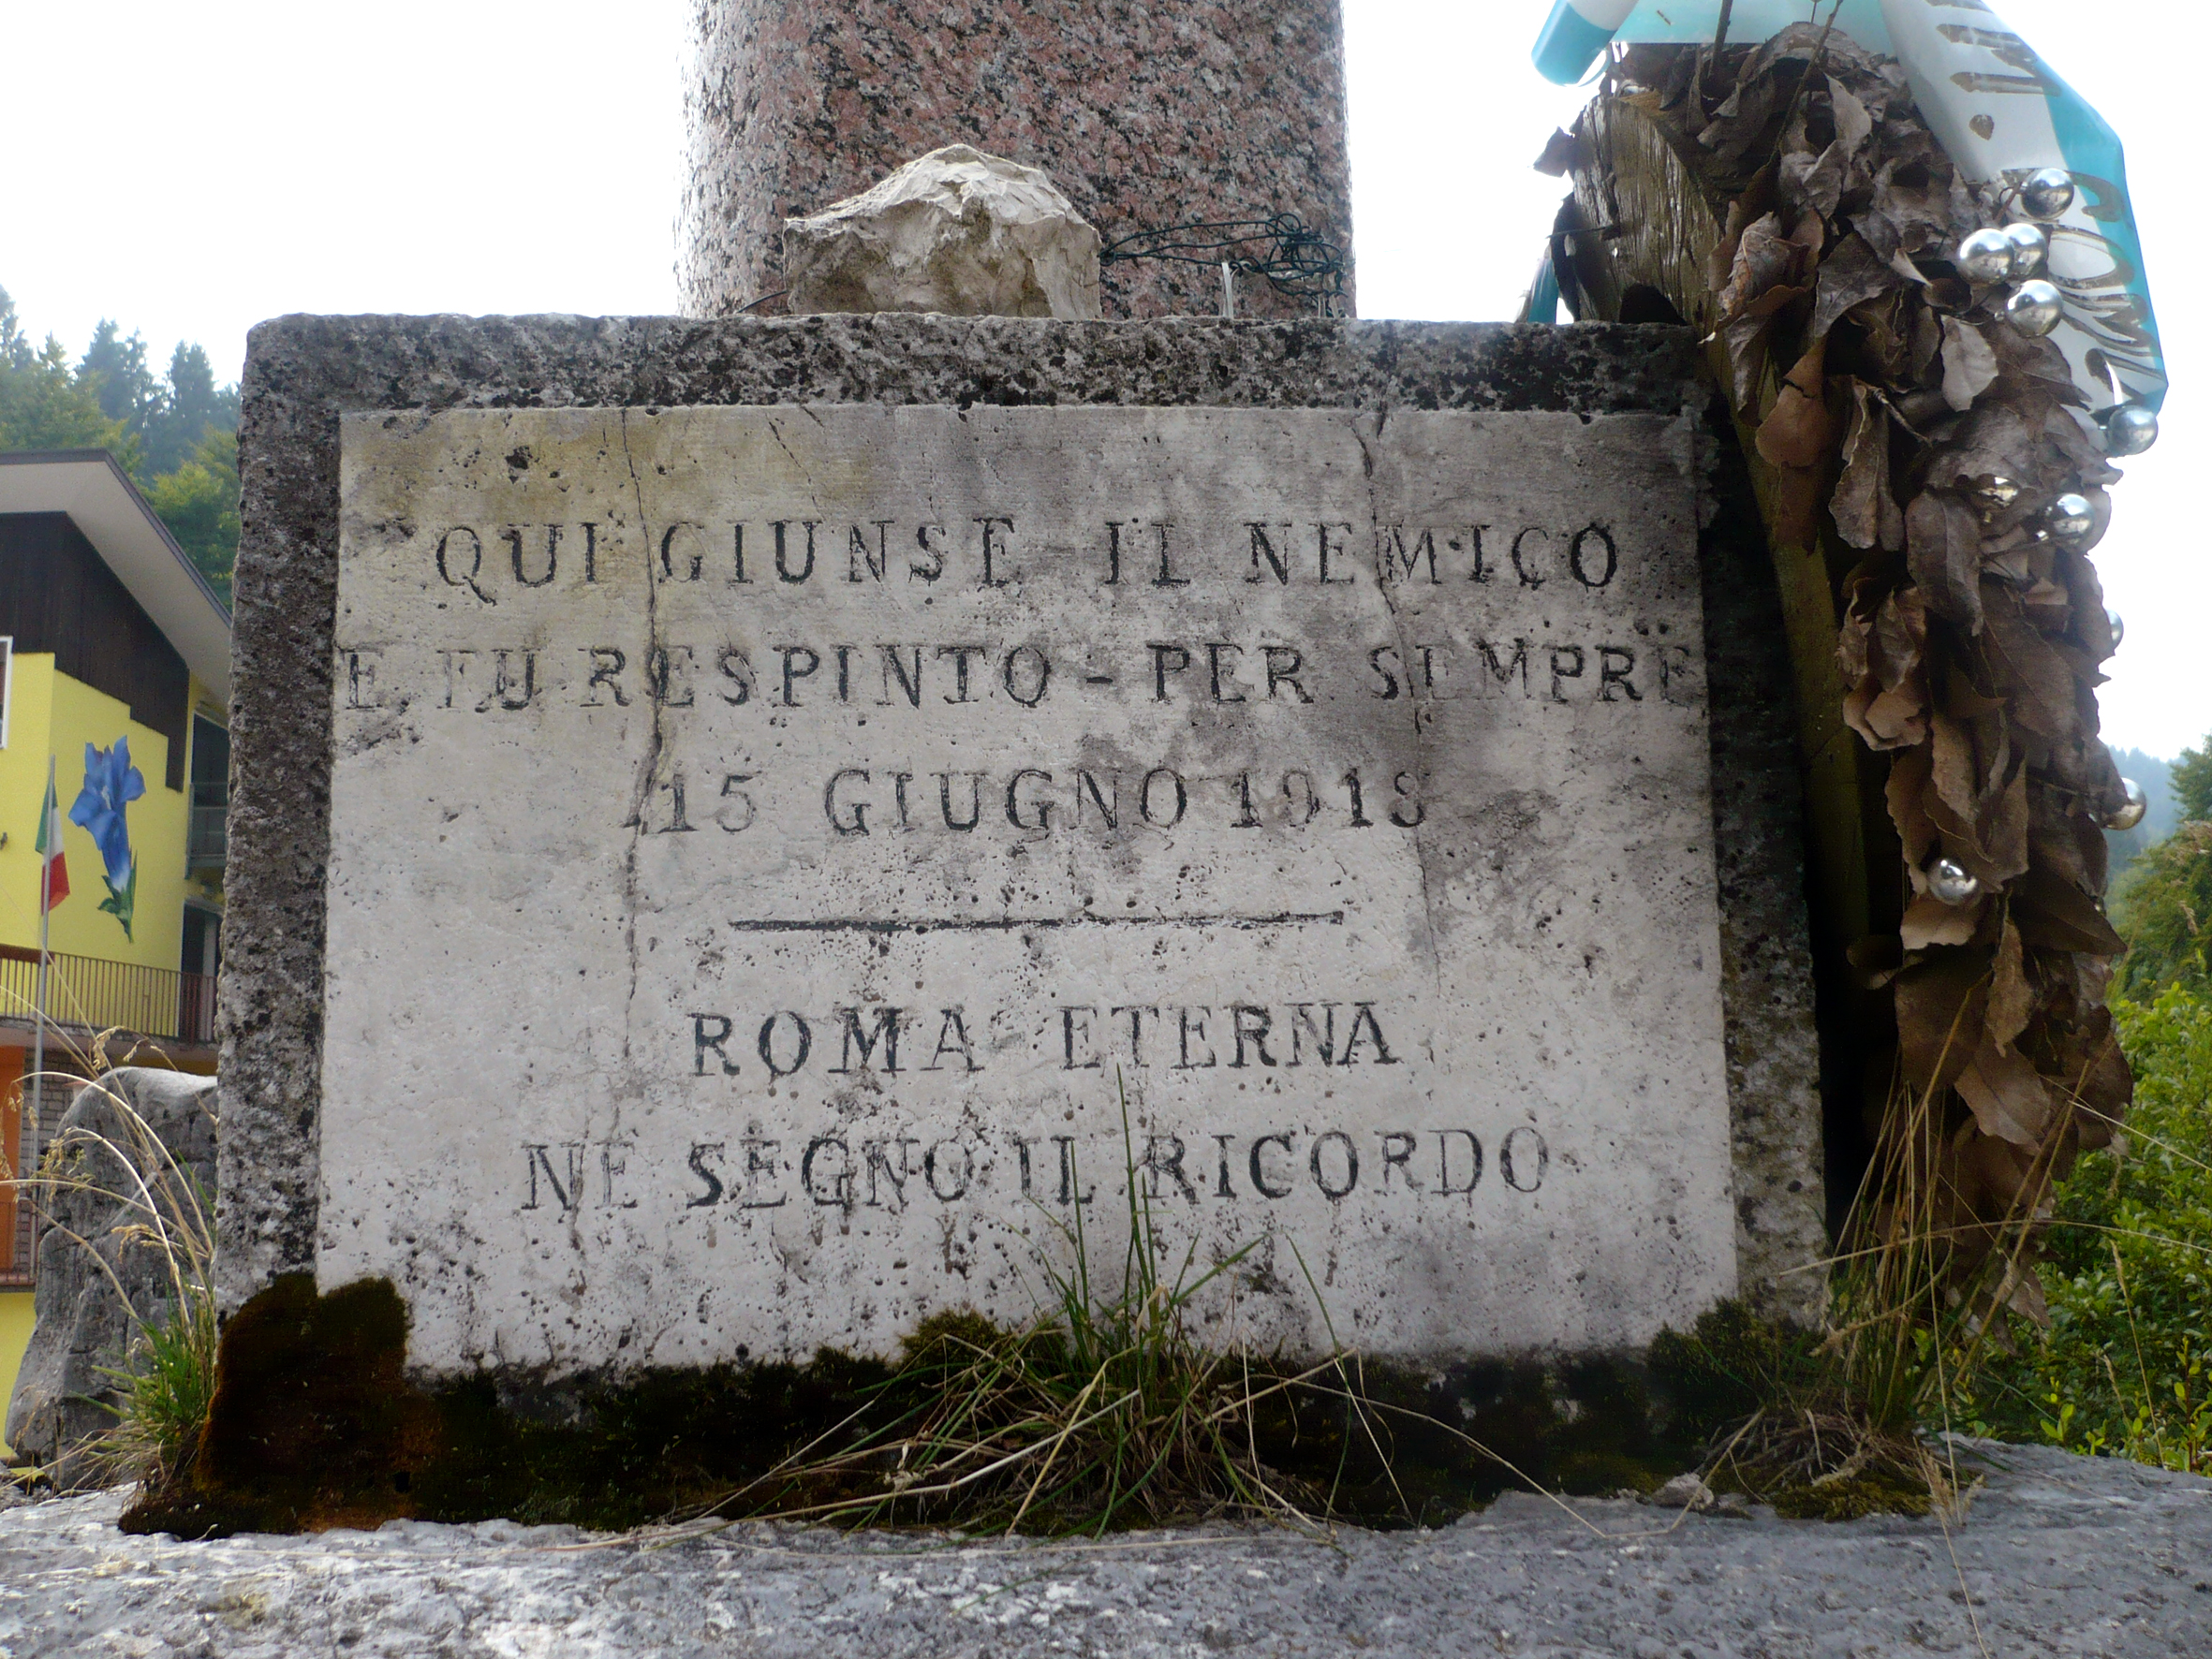 QUI GIUNSE IL NEMICO
E FU RESPINTO - PER SEMPRE
15 GIUGNO 1918
ROMA ETERNA
NE SEGNO IL RICORDO